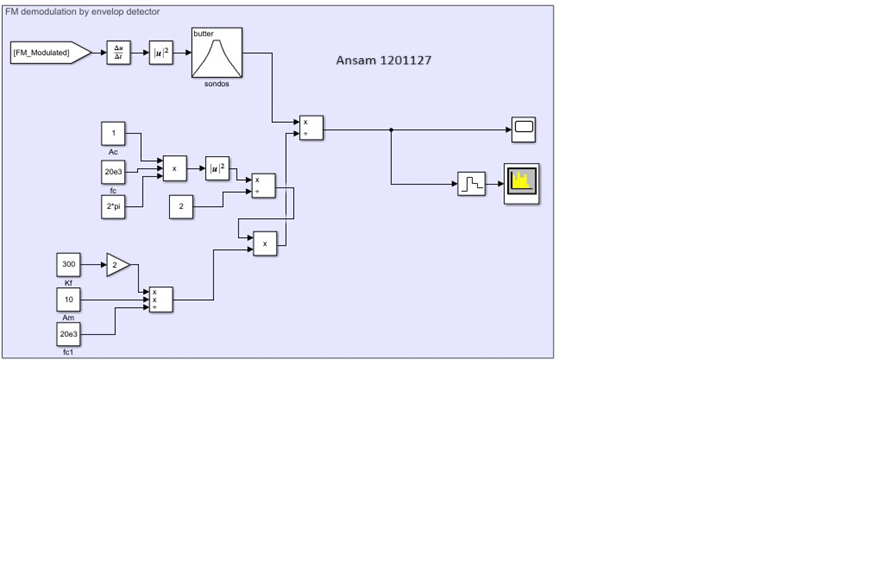 FM demodulation by envelop detector
[FM_Modulated]
Δu
Δt
|u|²
butter
sondos
Ansam 1201127
x
÷
1
Ac
20e3
fc
2*pi
x
|u|²
2
x
÷
x
300
Kf
2
10
Am
20e3
fc1
x
x
÷